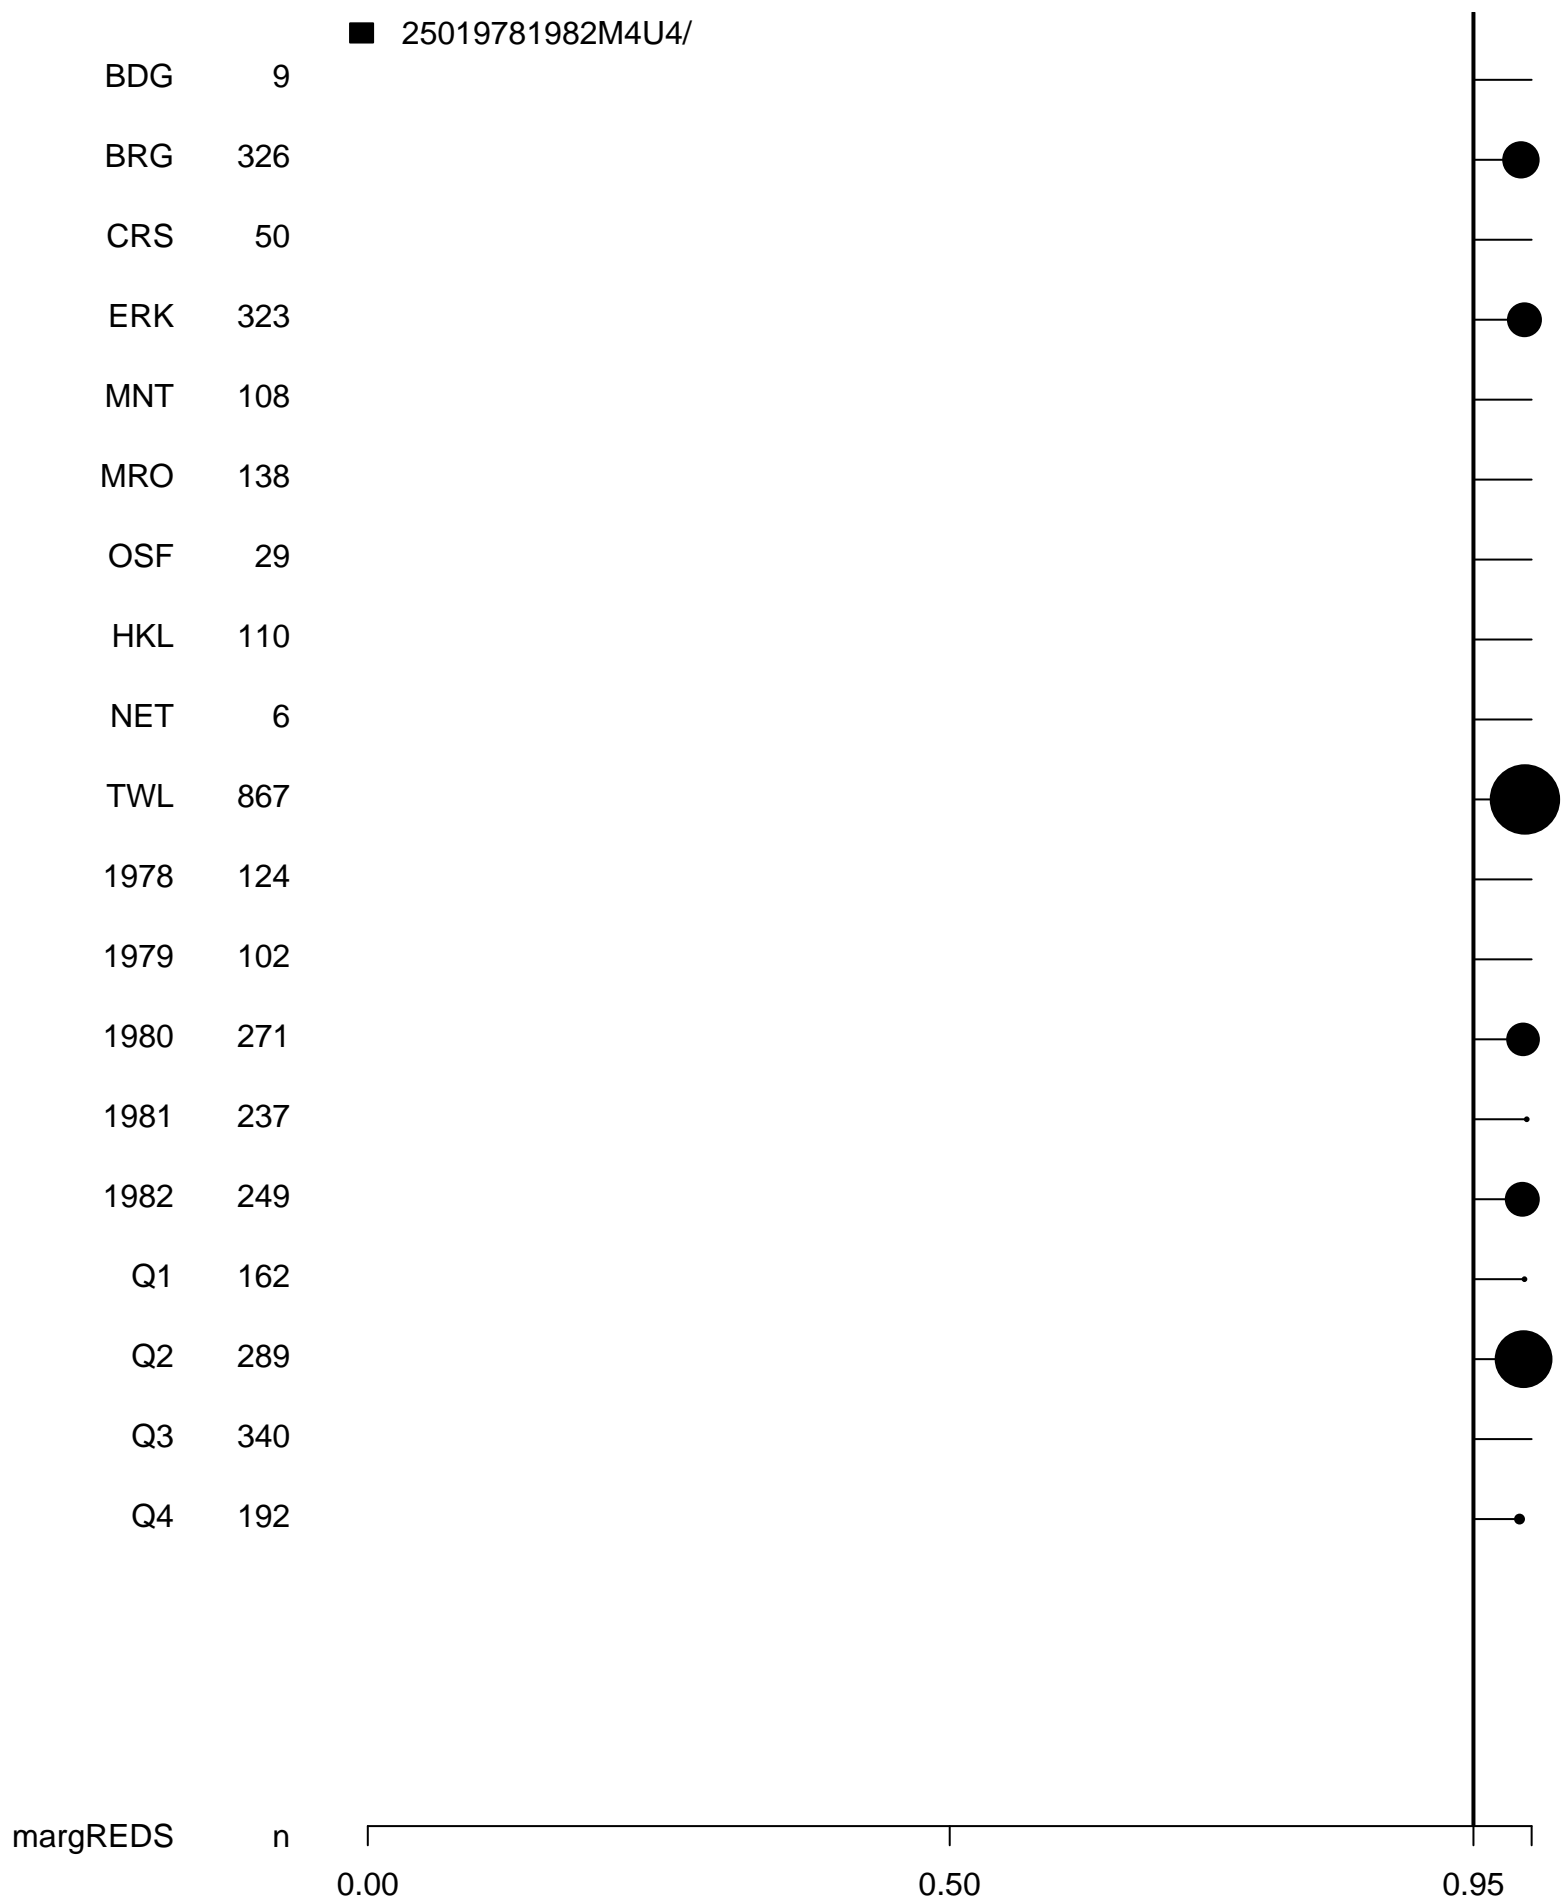 25019781982M4U4/
BDG 9
BRG 326
CRS 50
ERK 323
MNT 108
MRO 138
OSF 29
HKL 110
NET 6
TWL 867
1978 124
1979 102
1980 271
1981 237
1982 249
Q1 162
Q2 289
Q3 340
Q4 192
margREDS n
0.00 0.50 0.95